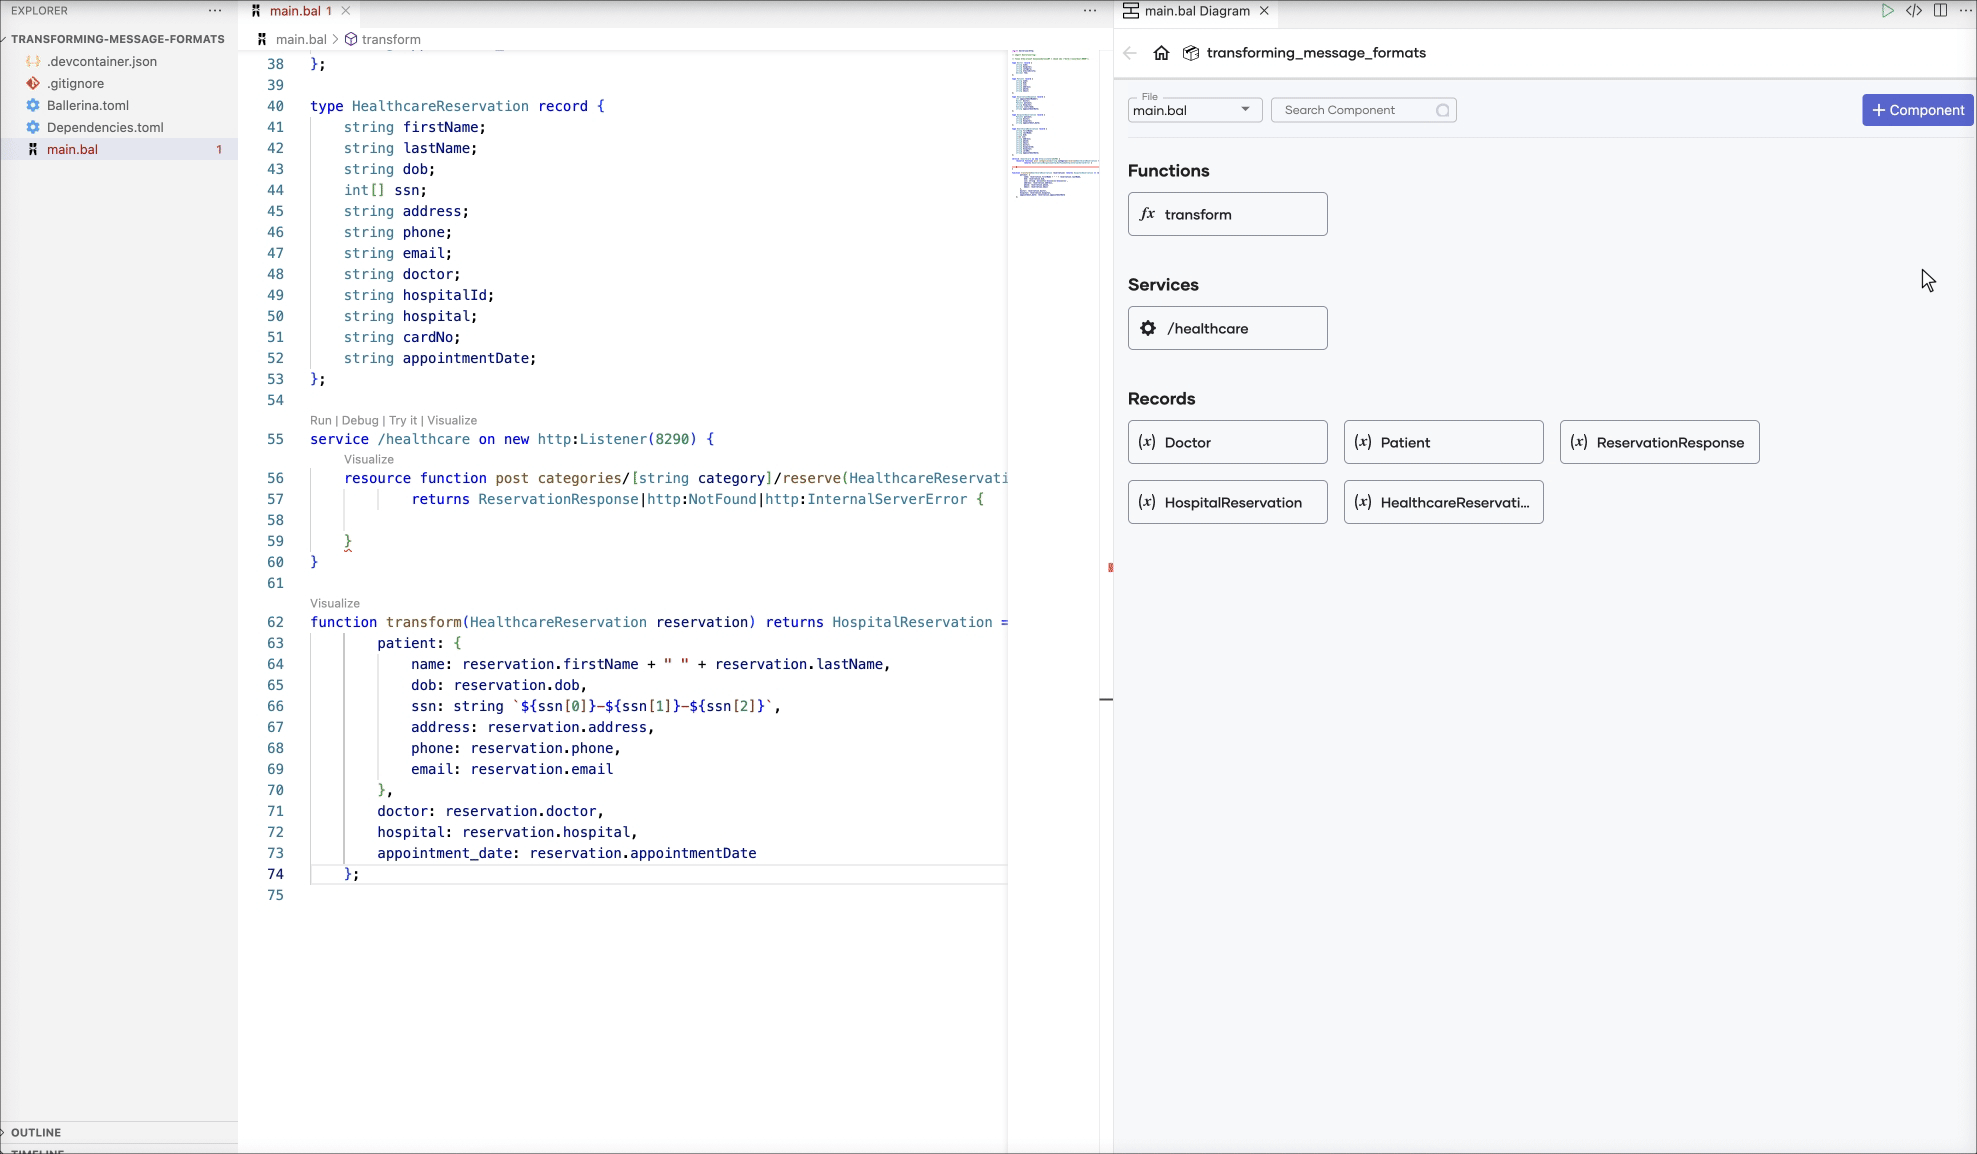 EXPLORER
TRANSFORMING-MESSAGE-FORMATS
.devcontainer.json
.gitignore
Ballerina.toml
Dependencies.toml
main.bal 1
OUTLINE
TIMELINE
main.bal 1
main.bal > transform
38 };
39
40 type HealthcareReservation record {
41 string firstName;
42 string lastName;
43 string dob;
44 int[] ssn;
45 string address;
46 string phone;
47 string email;
48 string doctor;
49 string hospitalId;
50 string hospital;
51 string cardNo;
52 string appointmentDate;
53 };
54
Run | Debug | Try it | Visualize
55 service /healthcare on new http:Listener(8290) {
Visualize
56 resource function post categories/[string category]/reserve(HealthcareReservati
57 returns ReservationResponse|http:NotFound|http:InternalServerError {
58
59 }
60 }
61
Visualize
62 function transform(HealthcareReservation reservation) returns HospitalReservation =
63 patient: {
64 name: reservation.firstName + " " + reservation.lastName,
65 dob: reservation.dob,
66 ssn: string `${ssn[0]}-${ssn[1]}-${ssn[2]}`,
67 address: reservation.address,
68 phone: reservation.phone,
69 email: reservation.email
70 },
71 doctor: reservation.doctor,
72 hospital: reservation.hospital,
73 appointment_date: reservation.appointmentDate
74 };
75
main.bal Diagram
transforming_message_formats
File
main.bal
Search Component
+ Component
Functions
fx transform
Services
/healthcare
Records
(x) Doctor
(x) Patient
(x) ReservationResponse
(x) HospitalReservation
(x) HealthcareReservati...